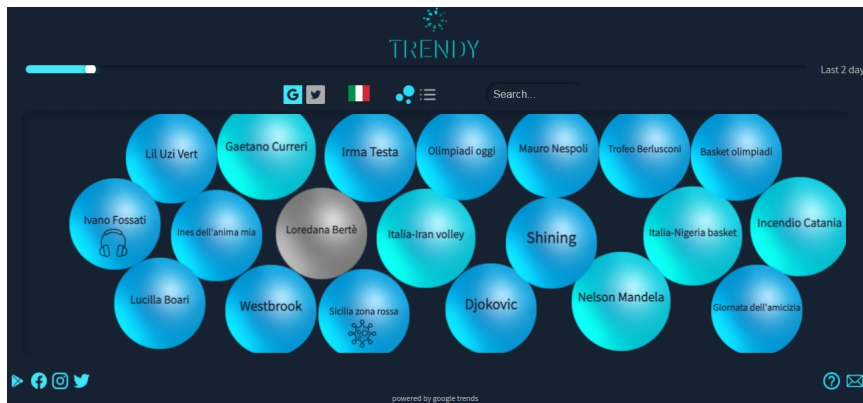 TRENDY
Last 2 day
Search...
Lil Uzi Vert
Gaetano Curreri
Irma Testa
Olimpiadi oggi
Mauro Nespoli
Trofeo Berlusconi
Basket olimpiadi
Ivano Fossati
Ines dell'anima mia
Loredana Bertè
Italia-Iran volley
Shining
Italia-Nigeria basket
Incendio Catania
Lucilla Boari
Westbrook
Sicilia zona rossa
Djokovic
Nelson Mandela
Giornata dell'amicizia
powered by google trends